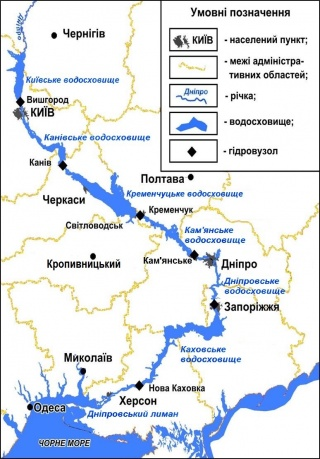 Умовні позначення
КИЇВ
- населений пункт;
- межі адміністра-
тивних областей;
Дніпро
- річка;
- водосховище;
- гідровузол
Дніпро
Чернігів
Київське водосховище
Вишгород
КИЇВ
Канівське водосховище
Канів
Полтава
Кременчуцьке водосховище
Черкаси
Кременчук
Світловодськ
Кам'янське
водосховище
Кропивницький
Кам'янське
Дніпро
Дніпровське
водосховище
Запоріжжя
Каховське
водосховище
Миколаїв
Нова Каховка
Херсон
Одеса
Дніпровський лиман
ЧОРНЕ МОРЕ